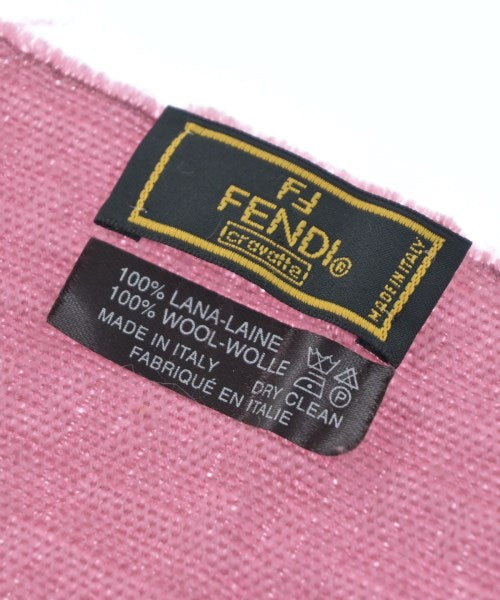 FF
FENDI®
cravatte
MADE IN ITALY
100% LANA-LAINE
100% WOOL-WOLLE
MADE IN ITALY
FABRIQUÉ EN ITALIE
DRY CLEAN
P